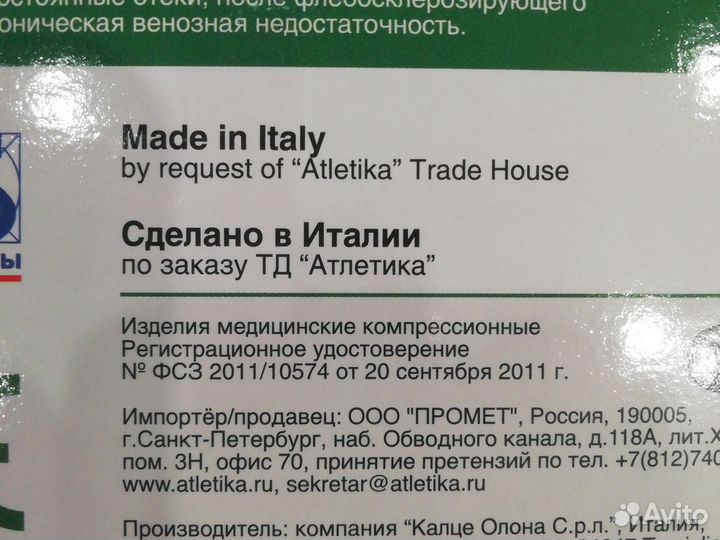 остоянные отеки, после флебосклерозирующего
роническая венозная недостаточность.
Made in Italy
by request of “Atletika” Trade House
Сделано в Италии
по заказу ТД “Атлетика”
ы
Изделия медицинские компрессионные
Регистрационное удостоверение
№ ФСЗ 2011/10574 от 20 сентября 2011 г.
Импортёр/продавец: ООО "ПРОМЕТ", Россия, 190005,
г.Санкт-Петербург, наб. Обводного канала, д.118А, лит.Х
пом. 3Н, офис 70, принятие претензий по тел. +7(812)740
www.atletika.ru, sekretar@atletika.ru
Производитель: компания “Калце Олона С.р.л.”, Италия,
Avito